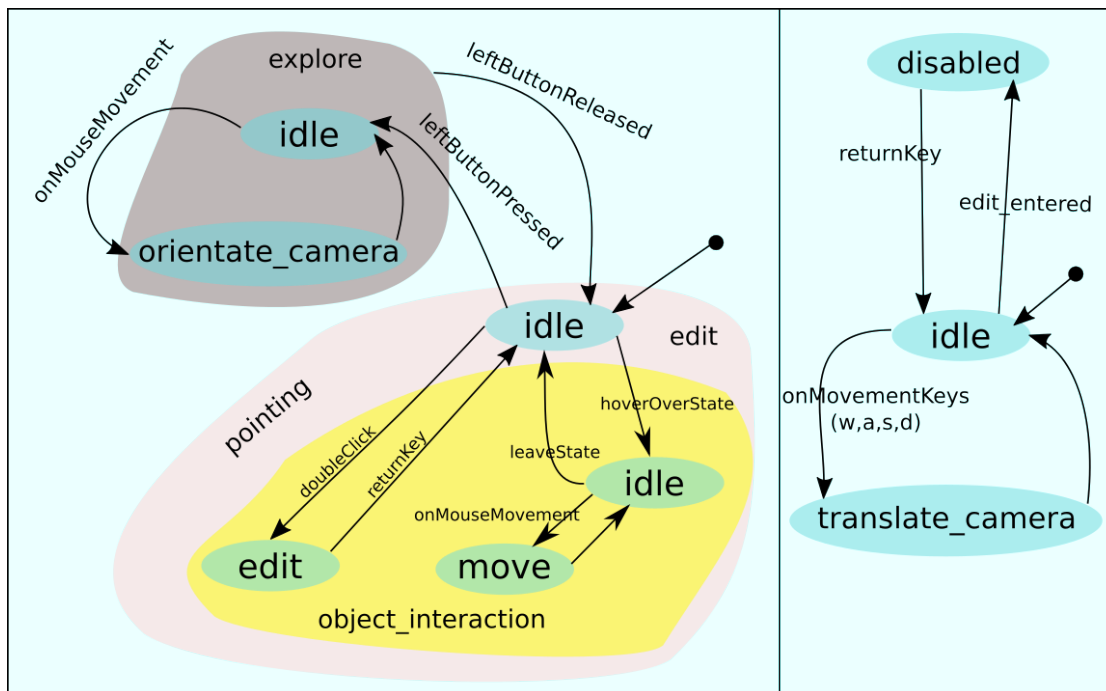 explore
onMouseMovement
idle
orientate_camera
leftButtonReleased
leftButtonPressed
idle
edit
pointing
doubleClick
returnKey
hoverOverState
leaveState
idle
onMouseMovement
edit
move
object_interaction
disabled
returnKey
edit_entered
idle
onMovementKeys
(w,a,s,d)
translate_camera